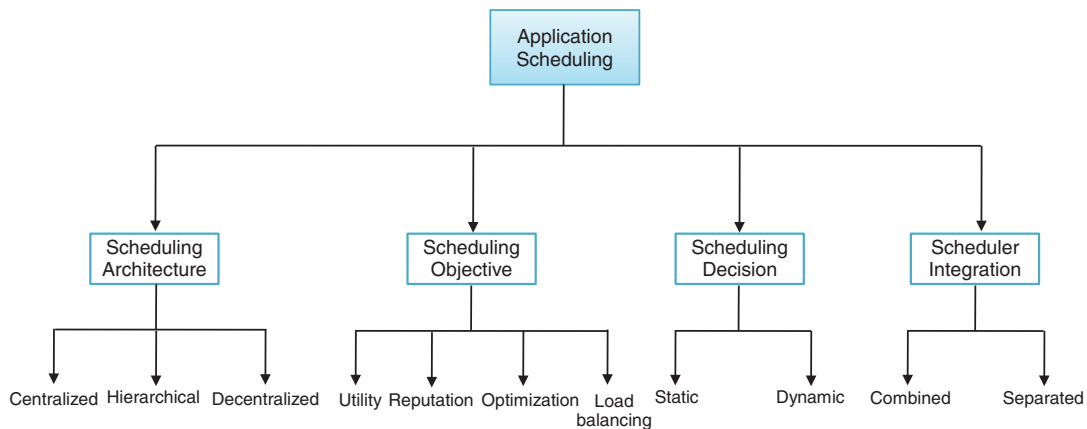 Application
Scheduling
Scheduling
Architecture
Scheduling
Objective
Scheduling
Decision
Scheduler
Integration
Centralized
Hierarchical
Decentralized
Utility
Reputation
Optimization
Load
balancing
Static
Dynamic
Combined
Separated